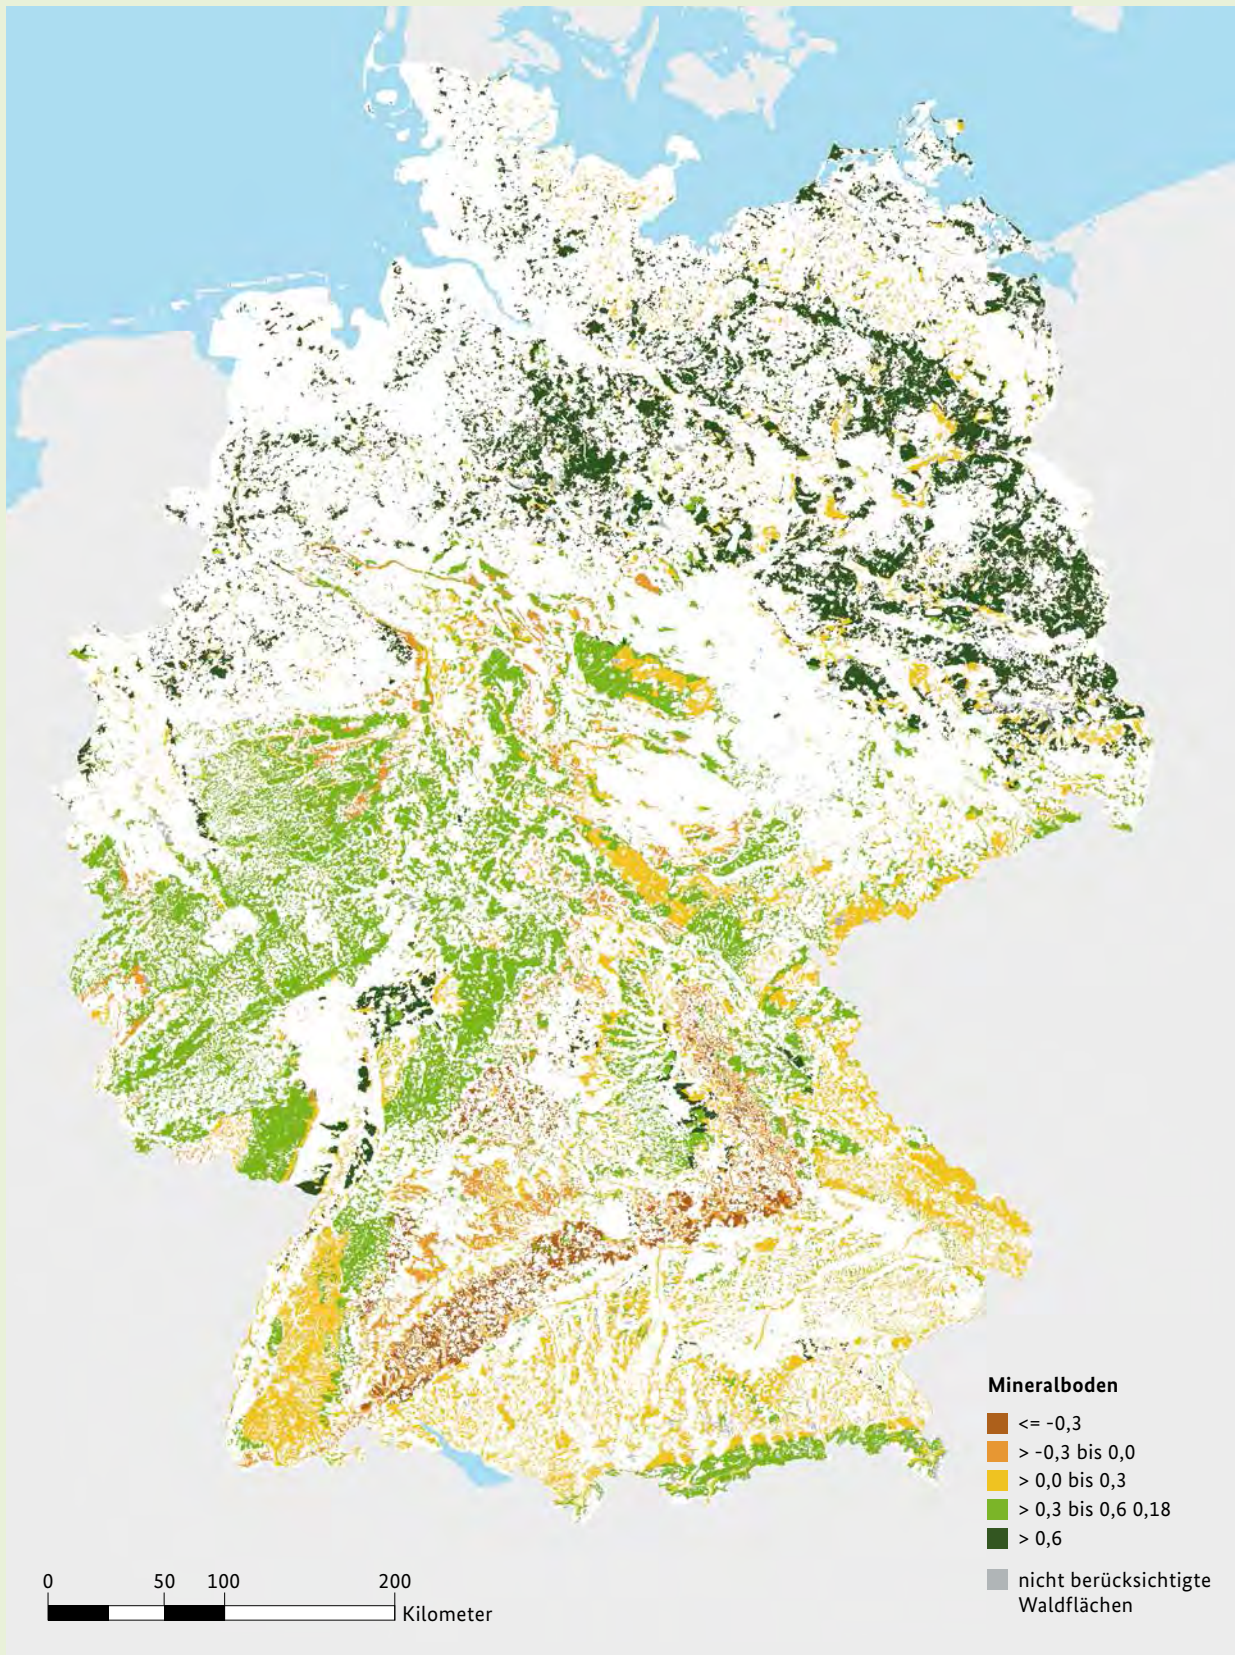 Mineralboden
<= -0,3
> -0,3 bis 0,0
> 0,0 bis 0,3
> 0,3 bis 0,6 0,18
> 0,6
nicht berücksichtigte
Waldflächen
0 50 100 200
Kilometer